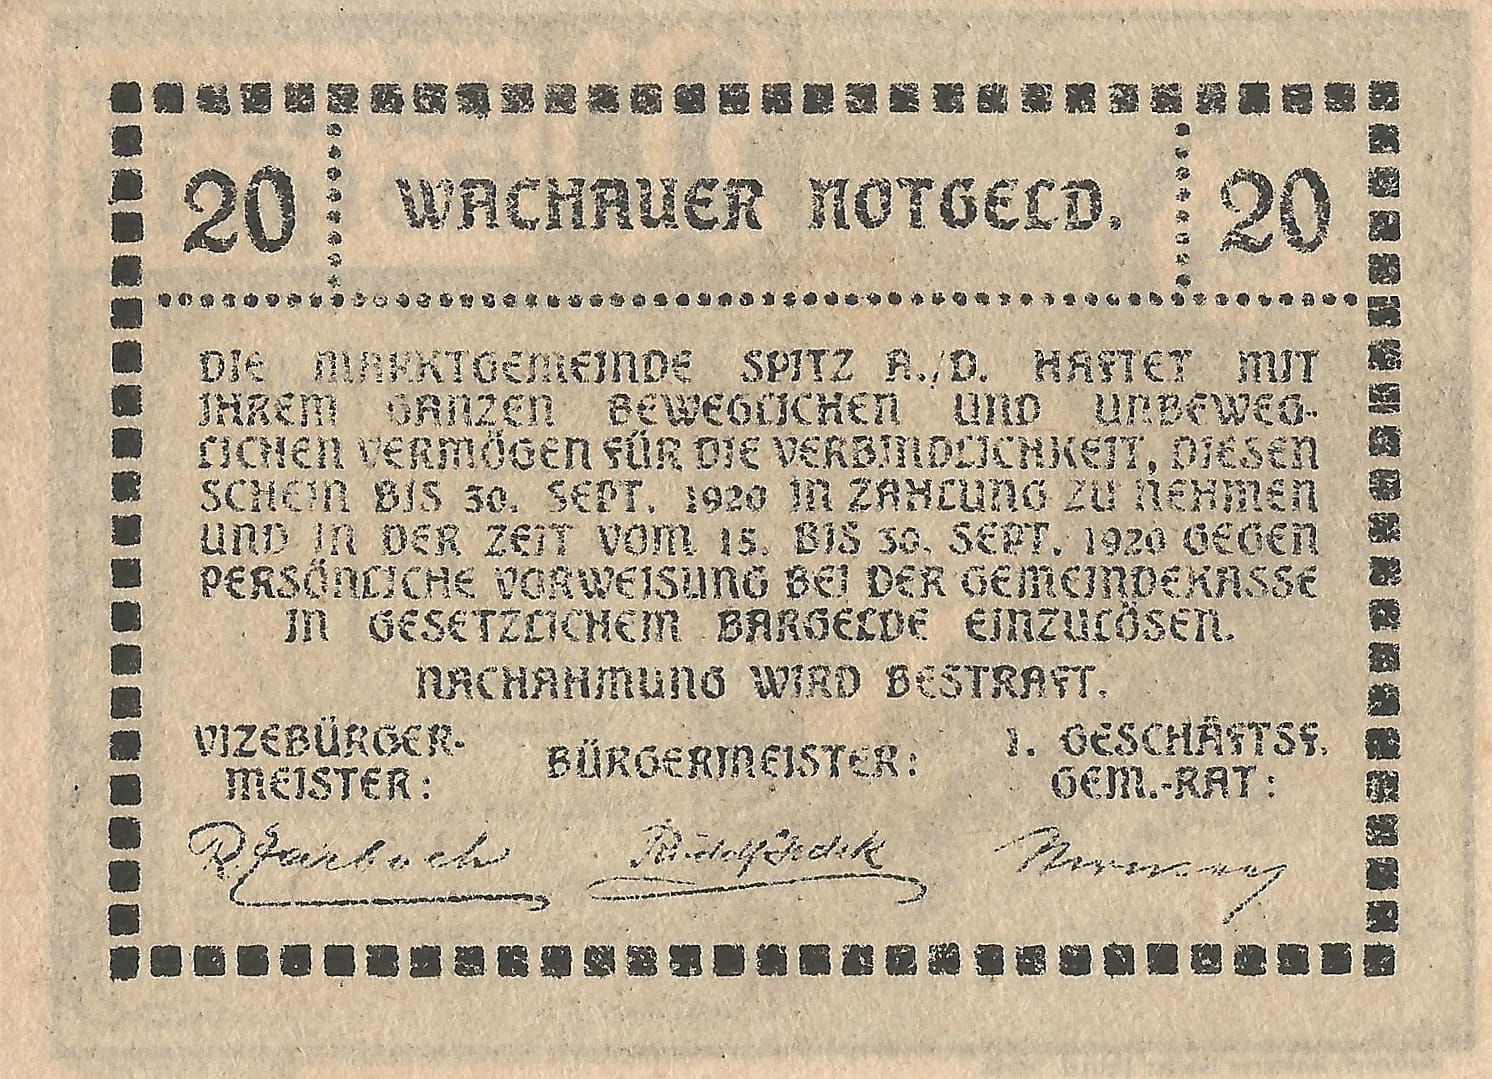 20 WACHAUER NOTGELD. 20
DIE MARKTGEMEINDE SPITZ A./D. HAFTET MIT
IHREM GANZEN BEWEGLICHEN UND UNBEWEG-
LICHEN VERMÖGEN FÜR DIE VERBINDLICHKEIT, DIESEN
SCHEIN BIS 30. SEPT. 1920 IN ZAHLUNG ZU NEHMEN
UND IN DER ZEIT VOM 15. BIS 30. SEPT. 1920 GEGEN
PERSÖNLICHE VORWEISUNG BEI DER GEMEINDEKASSE
IN GESETZLICHEM BARGELDE EINZULÖSEN.
NACHAHMUNG WIRD BESTRAFT.
VIZEBÜRGER-
MEISTER:
BÜRGERMEISTER:
1. GESCHÄFTSF.
GEM.-RAT: